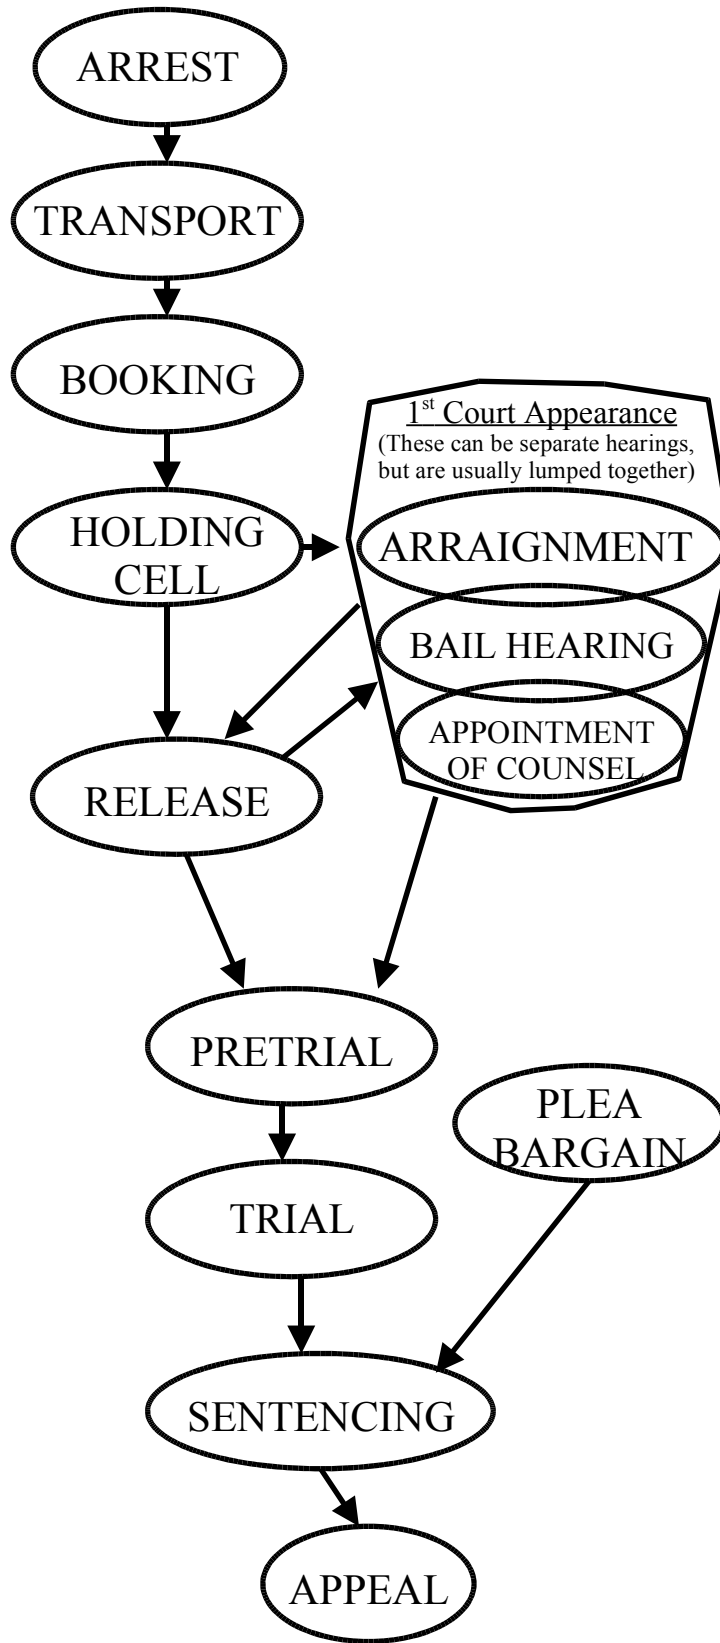 ARREST
TRANSPORT
BOOKING
1st Court Appearance
(These can be separate hearings,
but are usually lumped together)
HOLDING
CELL
ARRAIGNMENT
BAIL HEARING
APPOINTMENT
OF COUNSEL
RELEASE
PRETRIAL
PLEA
BARGAIN
TRIAL
SENTENCING
APPEAL